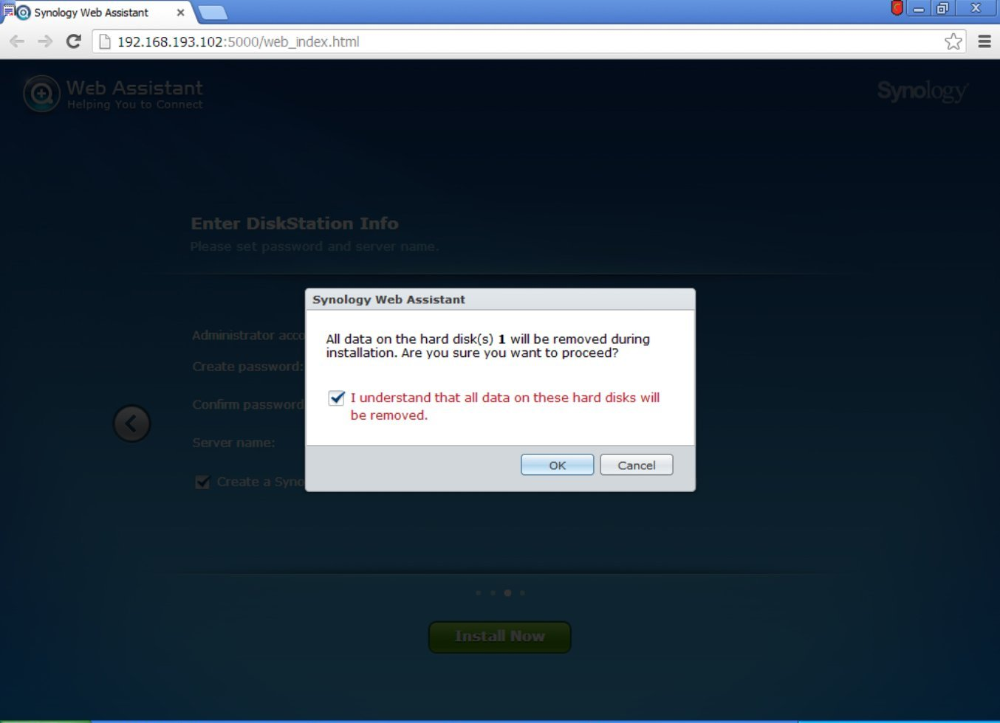 Synology Web Assistant
192.168.193.102:5000/web_index.html
Web Assistant
Helping You to Connect
Synology
Enter DiskStation Info
Please set password and server name.
Synology Web Assistant
All data on the hard disk(s) 1 will be removed during
installation. Are you sure you want to proceed?
I understand that all data on these hard disks will
be removed.
OK
Cancel
Administrator acco
Create password:
Confirm password
Server name:
Create a Syno
Install Now